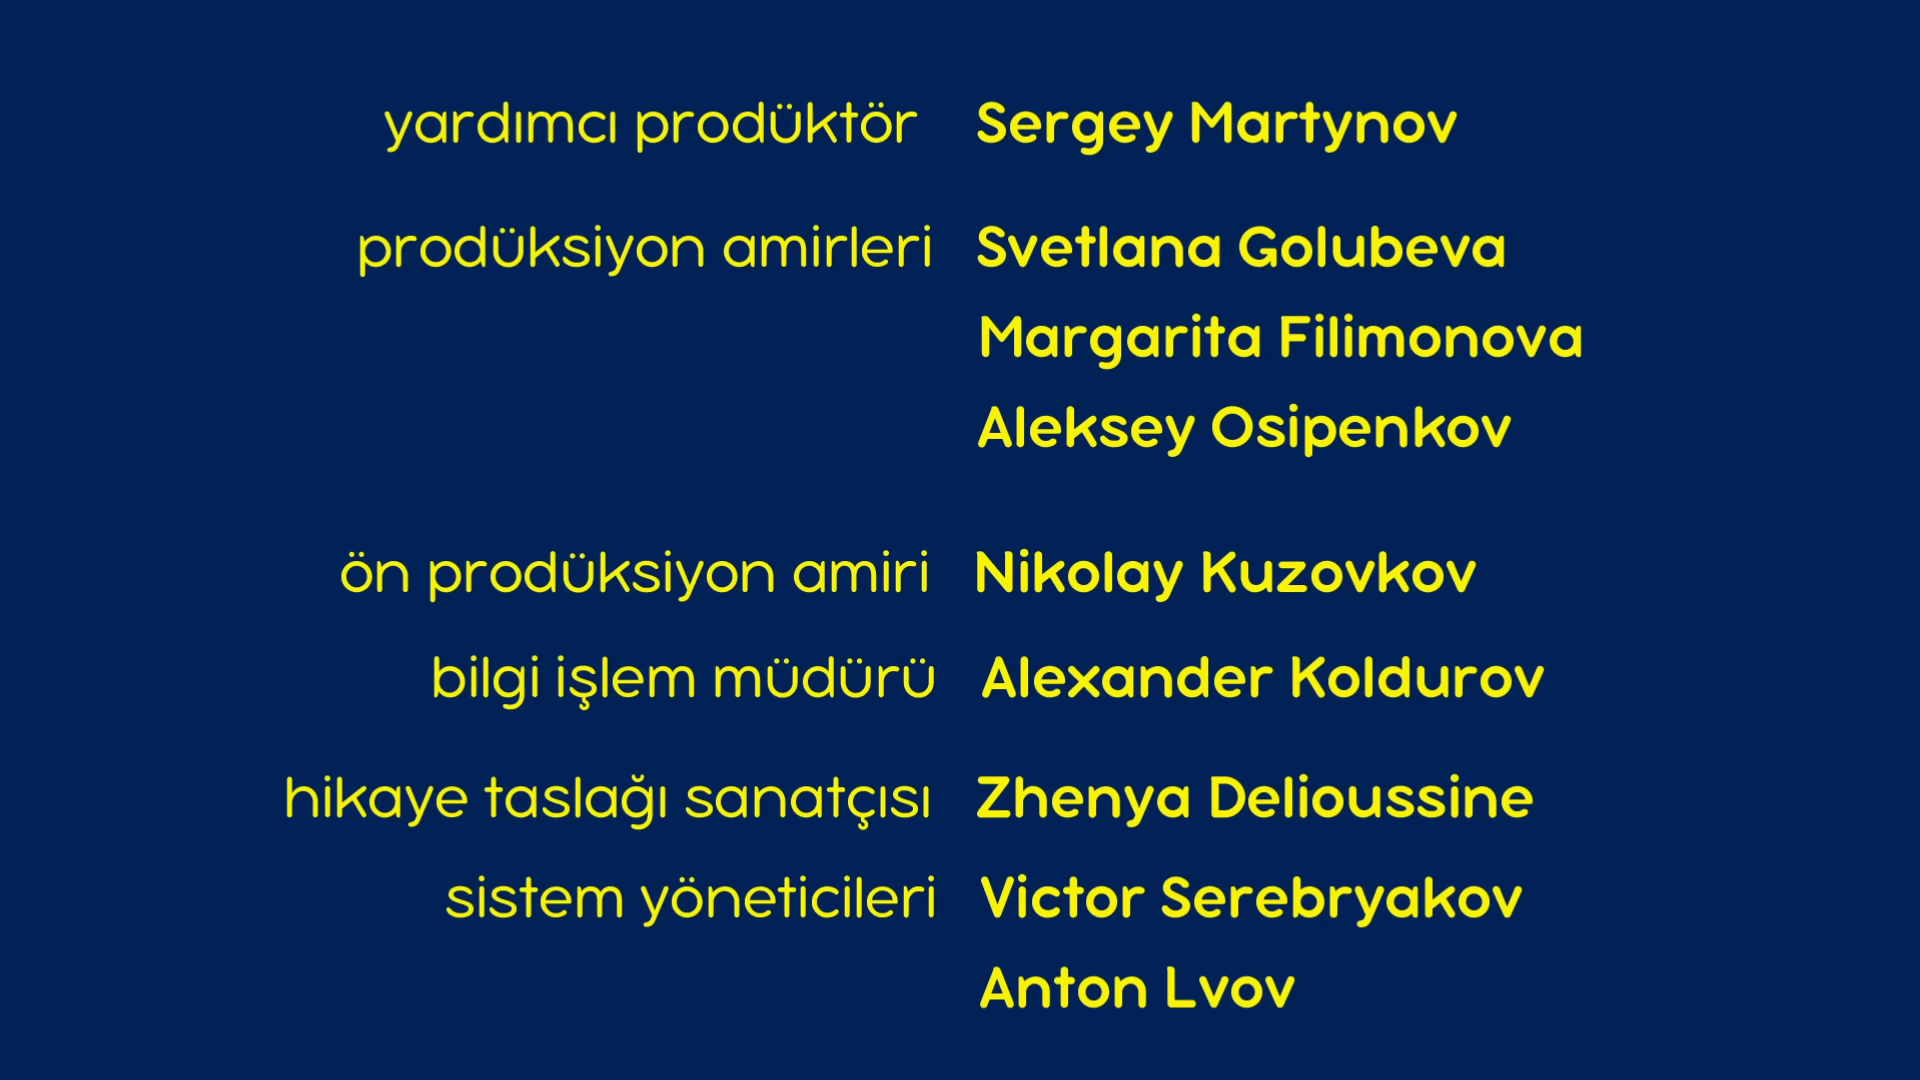 yardımcı prodüktör Sergey Martynov
prodüksiyon amirleri Svetlana Golubeva
Margarita Filimonova
Aleksey Osipenkov
ön prodüksiyon amiri Nikolay Kuzovkov
bilgi işlem müdürü Alexander Koldurov
hikaye taslağı sanatçısı Zhenya Delioussine
sistem yöneticileri Victor Serebryakov
Anton Lvov